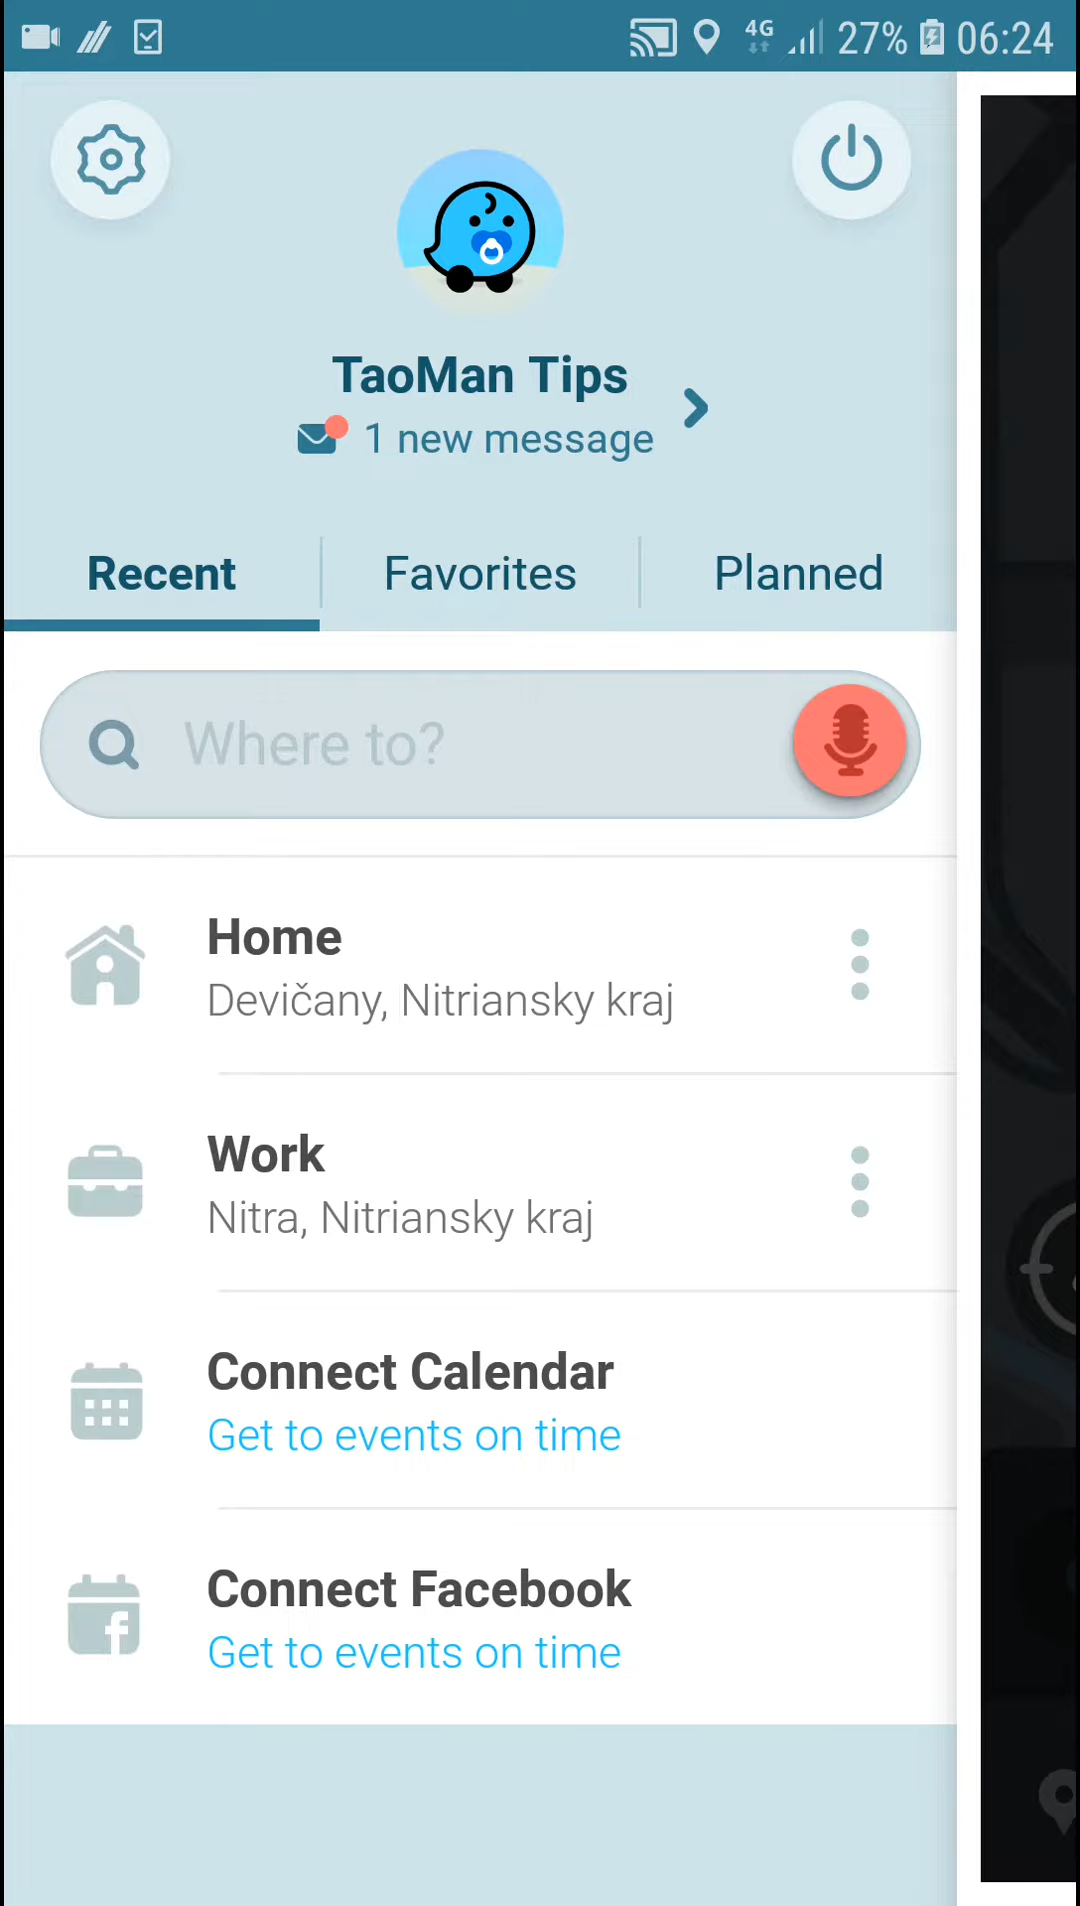 4G 27% 06:24
TaoMan Tips
1 new message
Recent Favorites Planned
Where to?
Home
Devičany, Nitriansky kraj
Work
Nitra, Nitriansky kraj
Connect Calendar
Get to events on time
Connect Facebook
Get to events on time